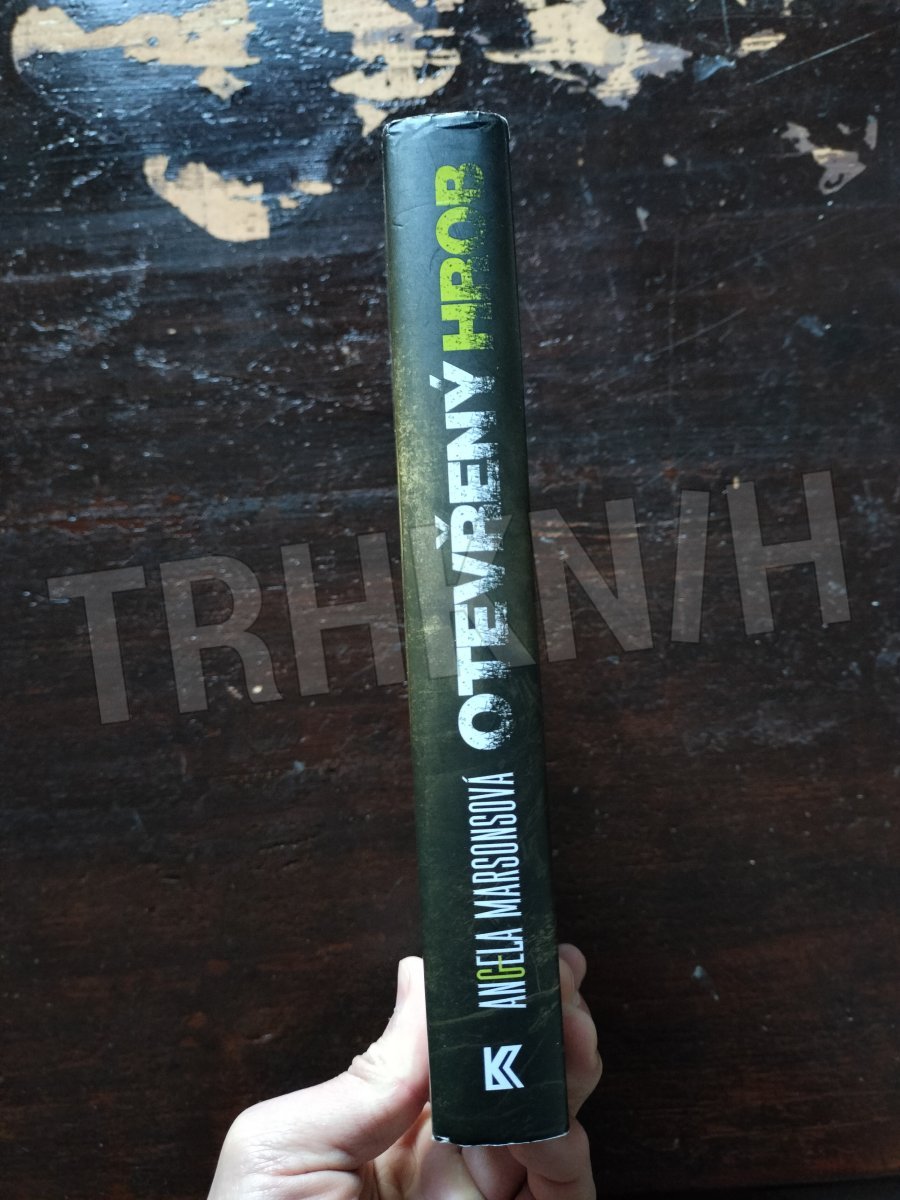 ANGELA MARSONSOVÁ OTEVŘENÝ HROB
K
TRHKNIH